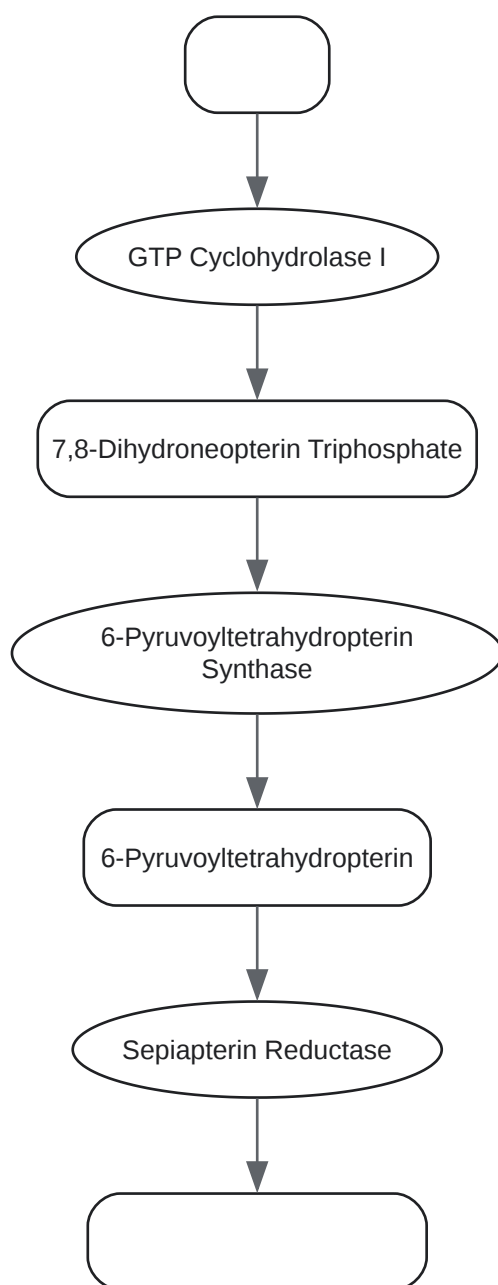 GTP Cyclohydrolase I
7,8-Dihydroneopterin Triphosphate
6-Pyruvoyltetrahydropterin
Synthase
6-Pyruvoyltetrahydropterin
Sepiapterin Reductase